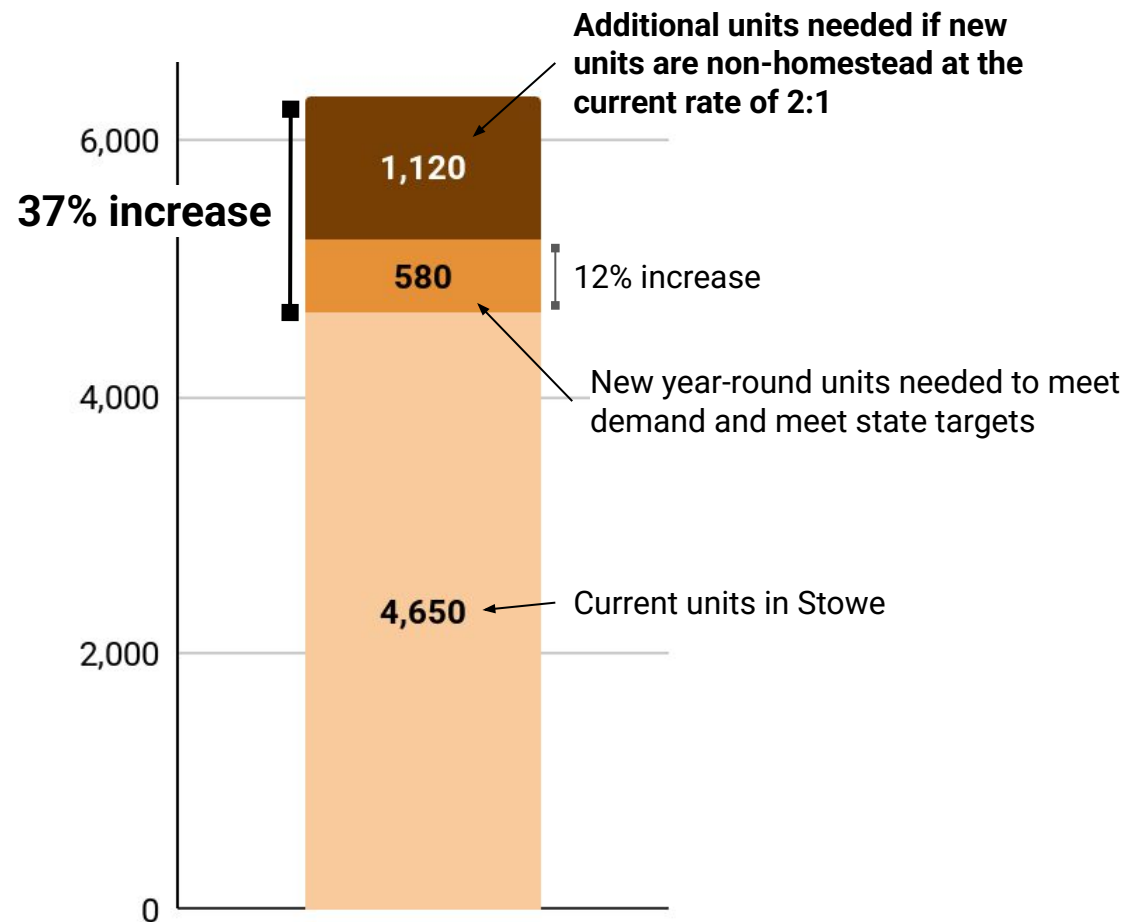 Additional units needed if new
units are non-homestead at the
current rate of 2:1
6,000
1,120
37% increase
580
12% increase
New year-round units needed to meet
demand and meet state targets
4,000
4,650
Current units in Stowe
2,000
0